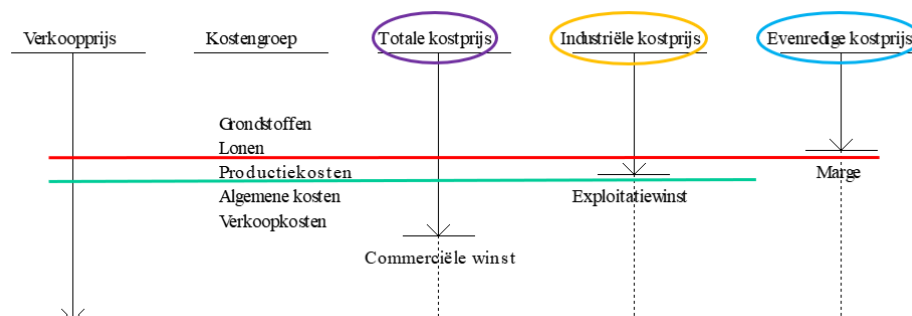 Verkoopprijs Kostengroep Totale kostprijs Industriële kostprijs Evenredige kostprijs
Grondstoffen
Lonen
Productiekosten Marge
Algemene kosten Exploitatiewinst
Verkoopkosten
Commerciële winst